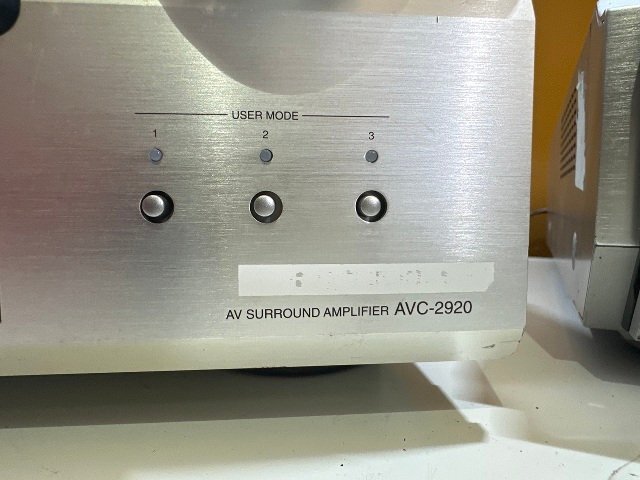 USER MODE
1 2 3
AV SURROUND AMPLIFIER AVC-2920